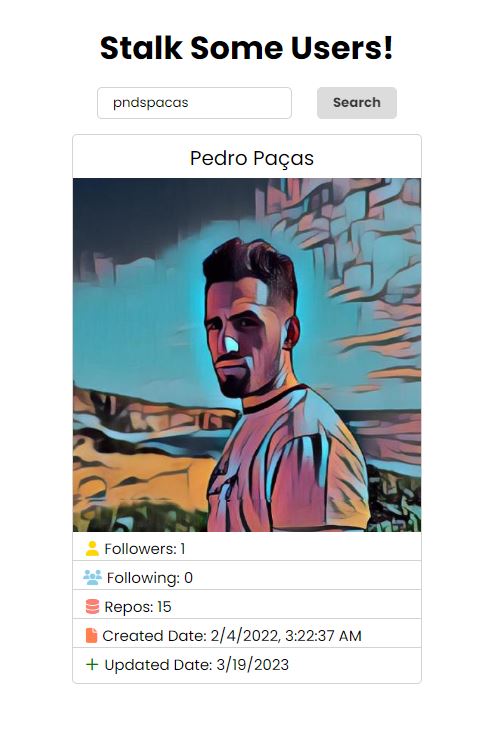 Stalk Some Users!
pndspacas
Search
Pedro Paças
Followers: 1
Following: 0
Repos: 15
Created Date: 2/4/2022, 3:22:37 AM
Updated Date: 3/19/2023